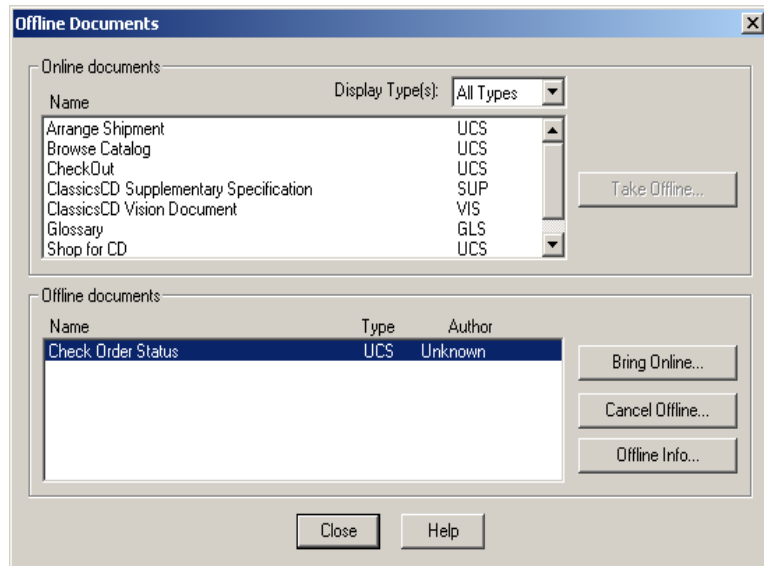 Offline Documents
Online documents
Display Type(s): All Types
Name
Arrange Shipment UCS
Browse Catalog UCS
CheckOut UCS
ClassicsCD Supplementary Specification SUP
ClassicsCD Vision Document VIS
Glossary GLS
Shop for CD UCS
Take Offline...
Offline documents
Name Type Author
Check Order Status UCS Unknown
Bring Online...
Cancel Offline...
Offline Info...
Close Help